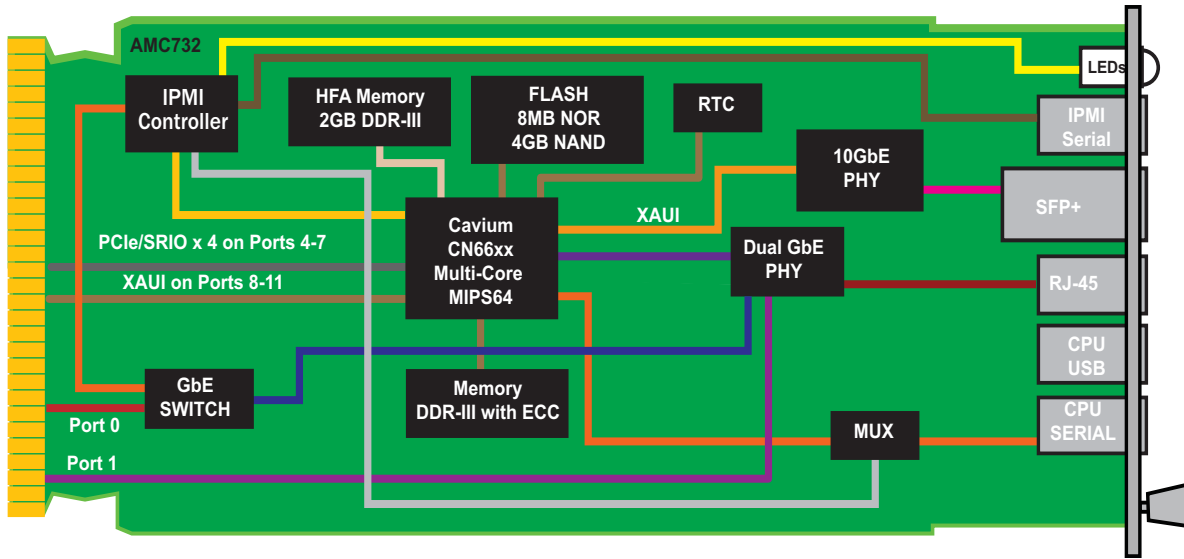 AMC732
LEDs
IPMI
Controller
HFA Memory
2GB DDR-III
FLASH
8MB NOR
4GB NAND
RTC
IPMI
Serial
10GbE
PHY
SFP+
XAUI
Cavium
CN66xx
Multi-Core
MIPS64
Dual GbE
PHY
PCIe/SRIO x 4 on Ports 4-7
XAUI on Ports 8-11
RJ-45
CPU
USB
GbE
SWITCH
Memory
DDR-III with ECC
CPU
SERIAL
MUX
Port 0
Port 1